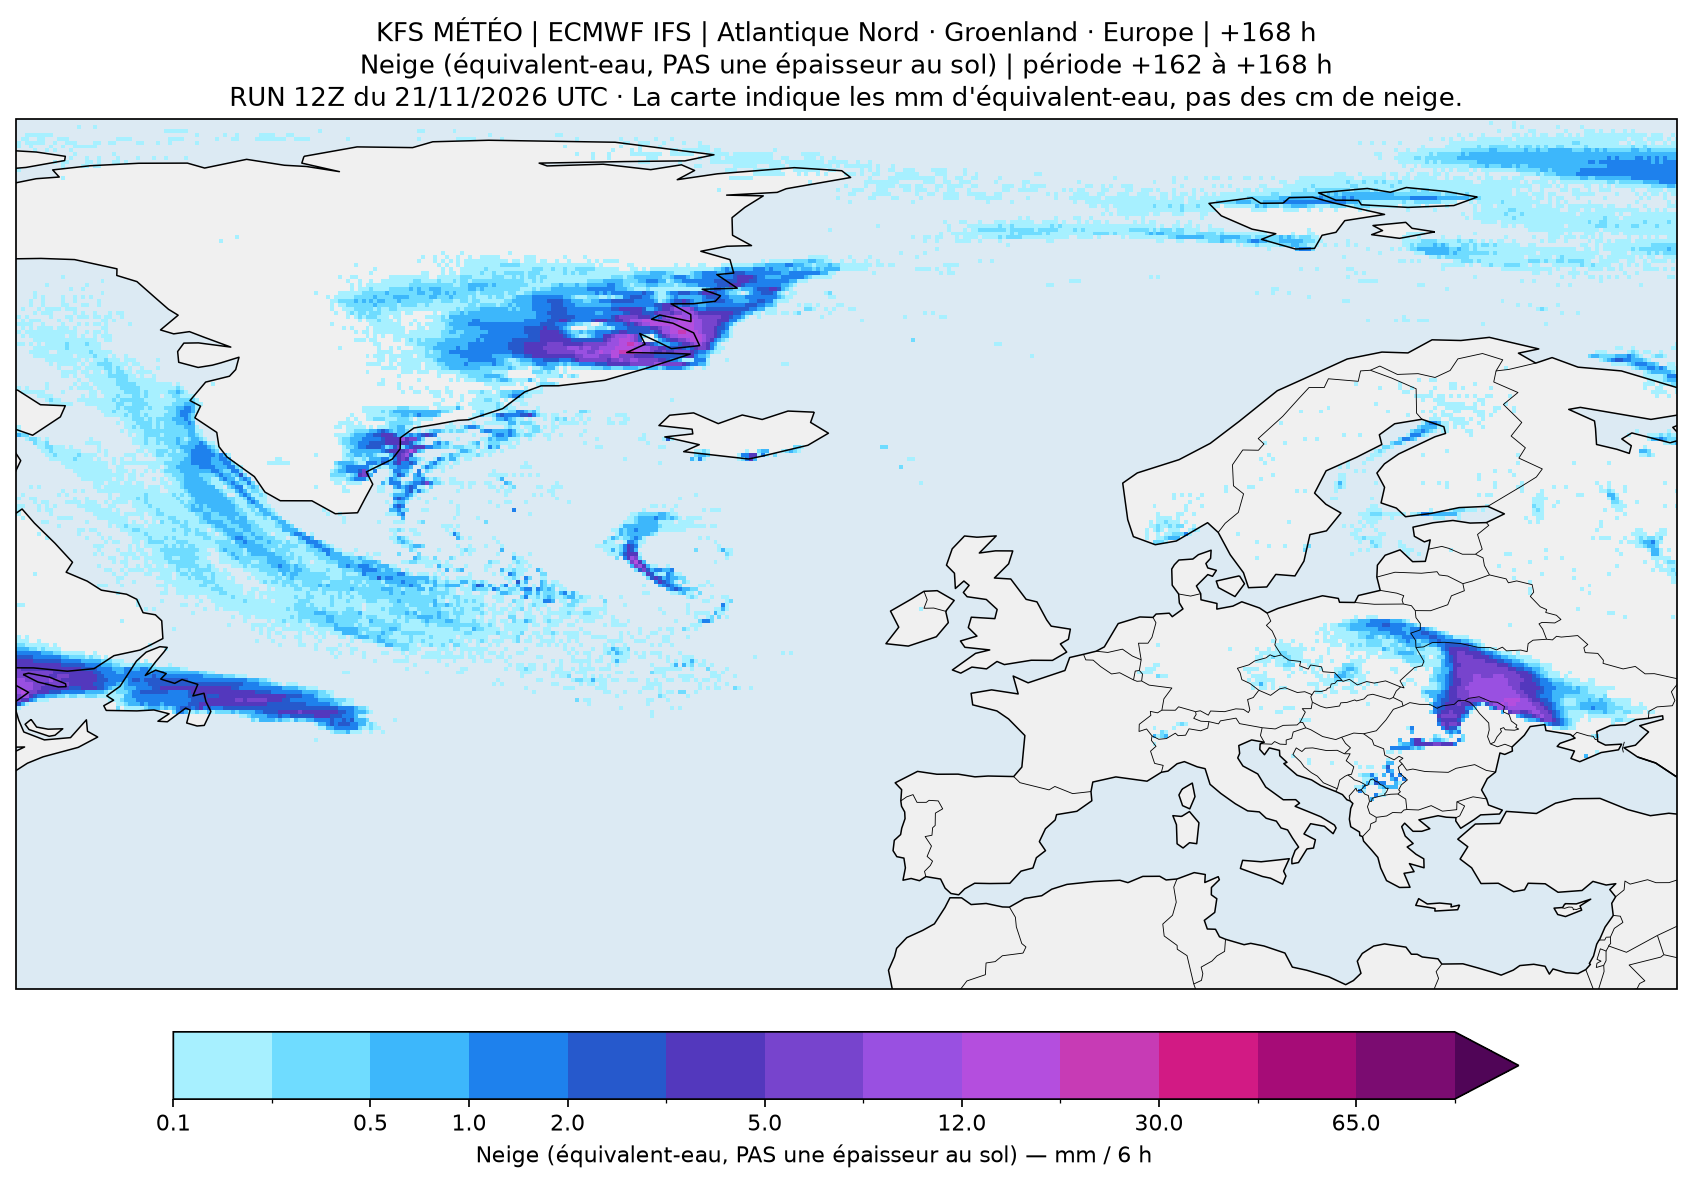 KFS MÉTÉO | ECMWF IFS | Atlantique Nord · Groenland · Europe | +168 h
Neige (équivalent-eau, PAS une épaisseur au sol) | période +162 à +168 h
RUN 12Z du 21/11/2026 UTC · La carte indique les mm d'équivalent-eau, pas des cm de neige.
0.1 0.5 1.0 2.0 5.0 12.0 30.0 65.0
Neige (équivalent-eau, PAS une épaisseur au sol) — mm / 6 h